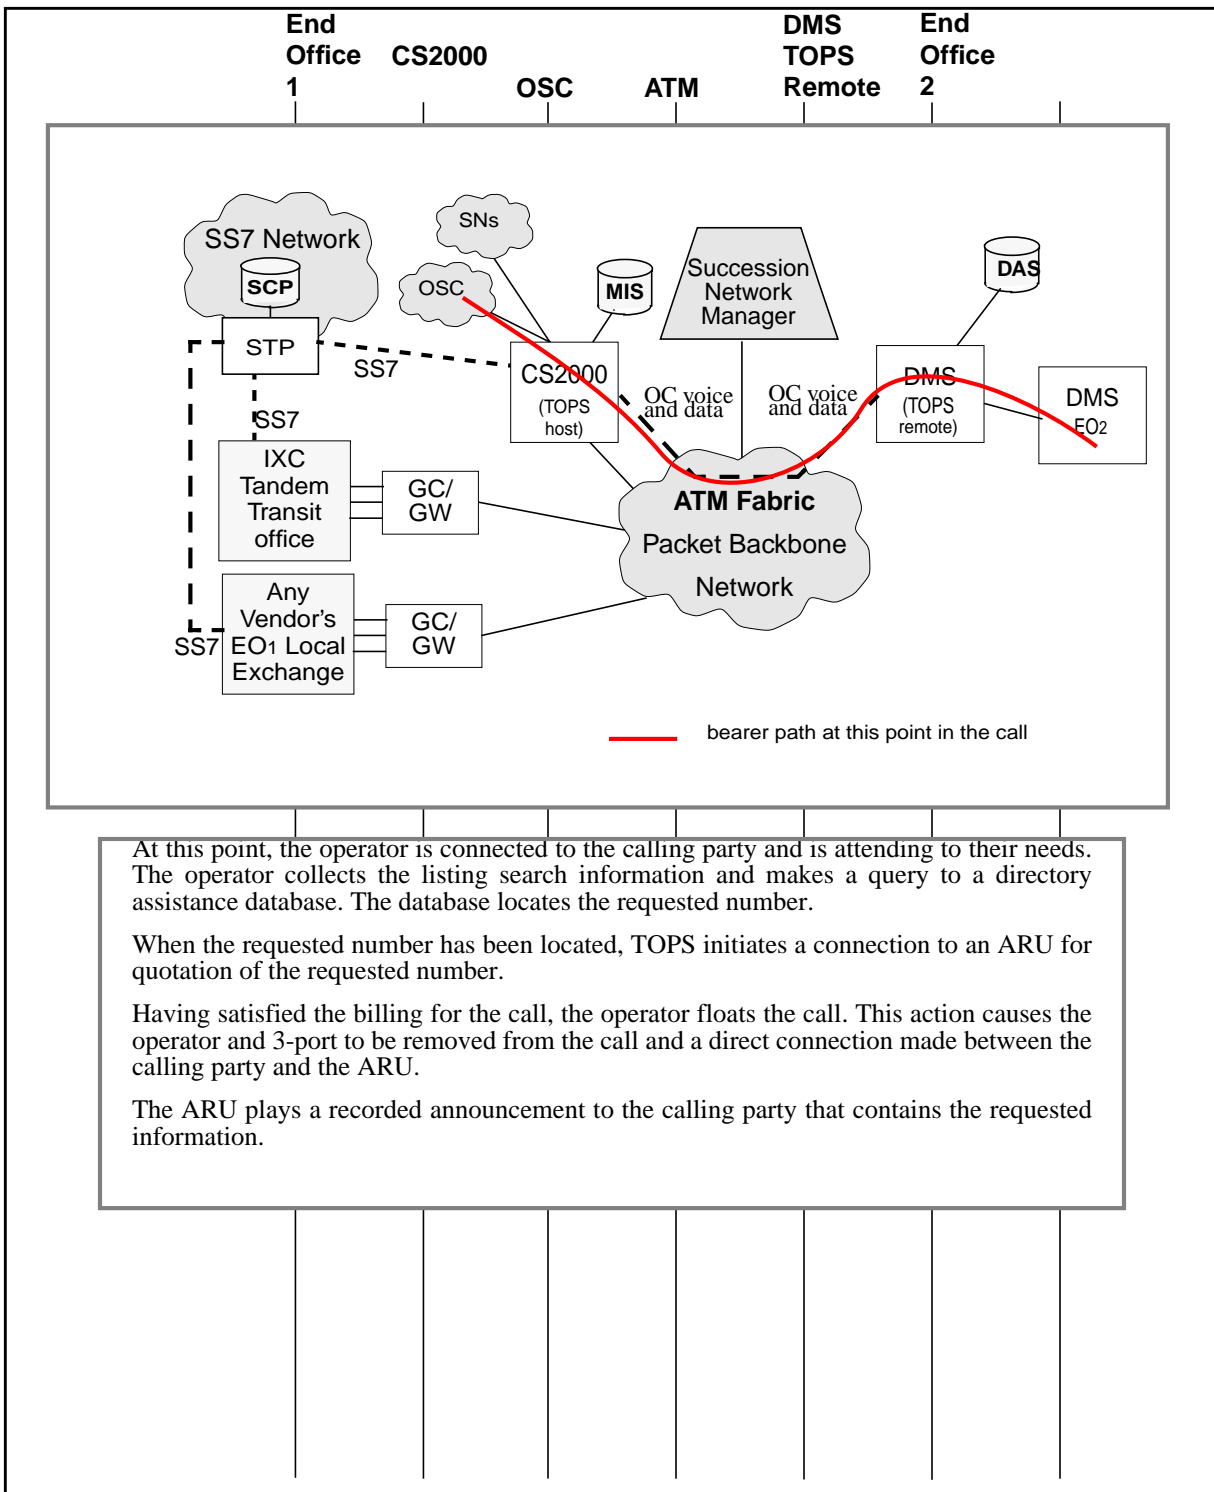 End
Office
1
CS2000
OSC
ATM
DMS
TOPS
Remote
End
Office
2
SS7 Network
SCP
STP
SNs
OSC
MIS
Succession
Network
Manager
DAS
SS7
CS2000
(TOPS
host)
OC voice
and data
OC voice
and data
DMS
(TOPS
remote)
DMS
EO2
SS7
IXC
Tandem
Transit
office
GC/
GW
ATM Fabric
Packet Backbone
Network
SS7
Any
Vendor's
EO1 Local
Exchange
GC/
GW
bearer path at this point in the call
At this point, the operator is connected to the calling party and is attending to their needs.
The operator collects the listing search information and makes a query to a directory
assistance database. The database locates the requested number.
When the requested number has been located, TOPS initiates a connection to an ARU for
quotation of the requested number.
Having satisfied the billing for the call, the operator floats the call. This action causes the
operator and 3-port to be removed from the call and a direct connection made between the
calling party and the ARU.
The ARU plays a recorded announcement to the calling party that contains the requested
information.